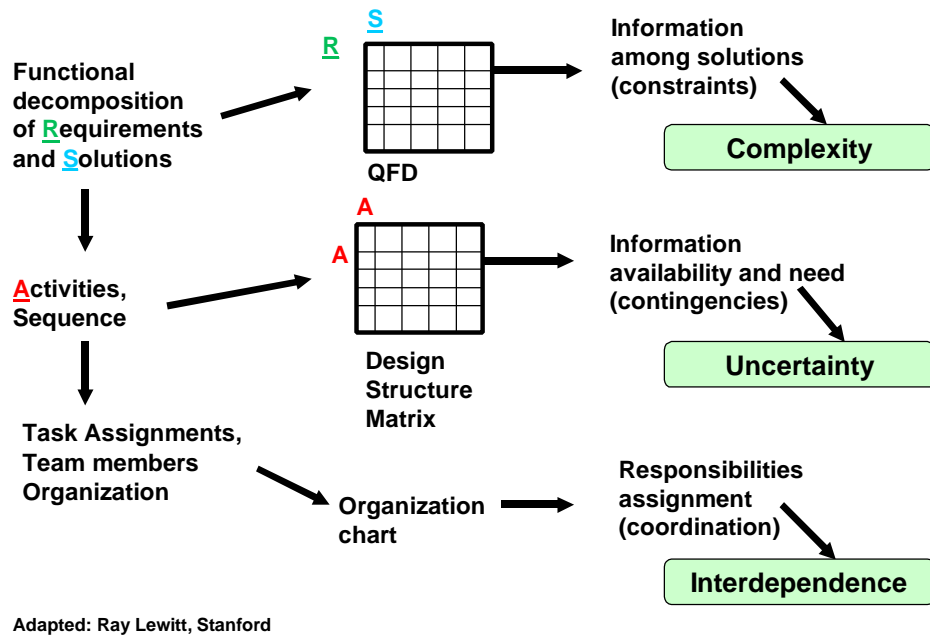 Functional
decomposition
of Requirements
and Solutions
R
S
QFD
Information
among solutions
(constraints)
Complexity
Activities,
Sequence
A
A
Design
Structure
Matrix
Information
availability and need
(contingencies)
Uncertainty
Task Assignments,
Team members
Organization
Organization
chart
Responsibilities
assignment
(coordination)
Interdependence
Adapted: Ray Lewitt, Stanford